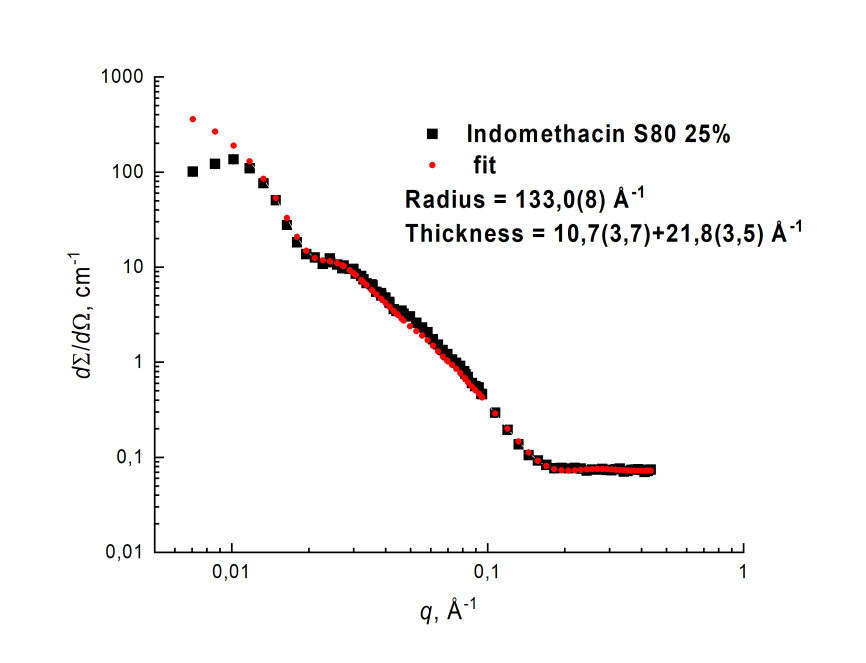 1000
100
10
1
0,1
0,01
dΣ/dΩ, cm⁻¹
Indomethacin S80 25%
fit
Radius = 133,0(8) Å⁻¹
Thickness = 10,7(3,7)+21,8(3,5) Å⁻¹
0,01 0,1 1
q, Å⁻¹